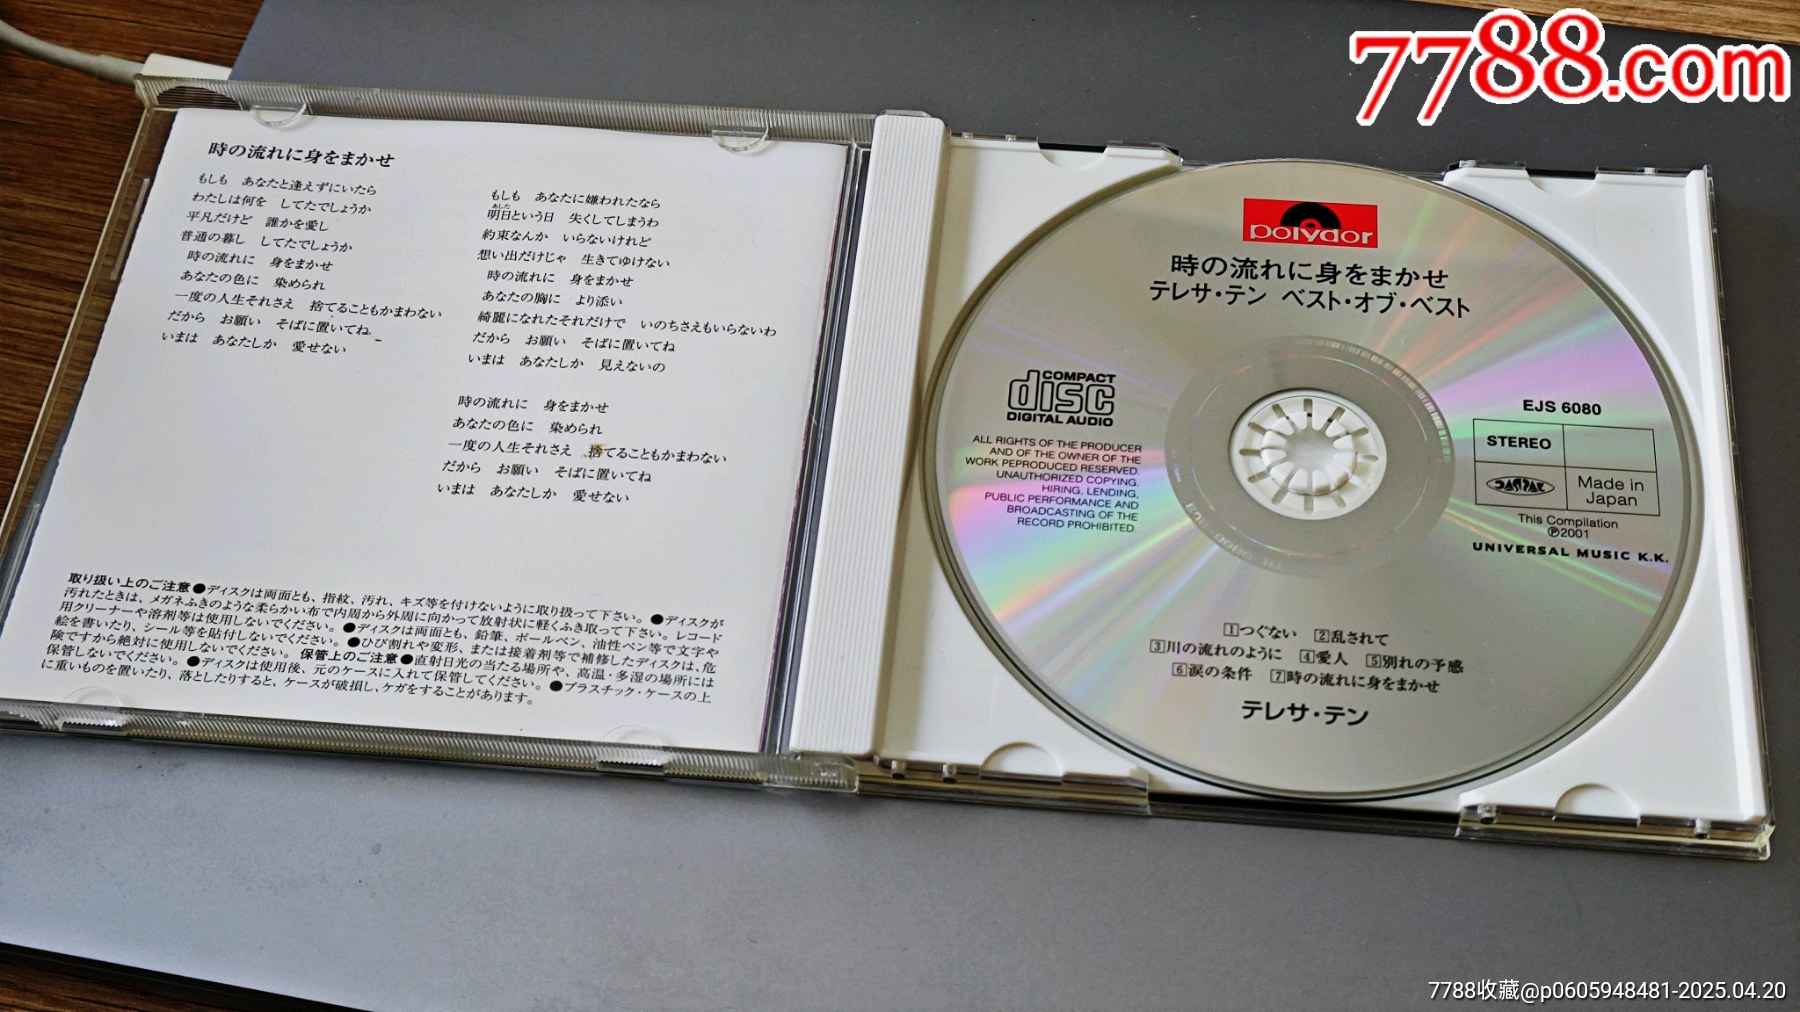 7788.com
時の流れに身をまかせ
もしも　あなたと逢えずにいたら
わたしは何を　してたでしょうか
平凡だけど　誰かを愛し
普通の暮し　してたでしょうか
時の流れに　身をまかせ
あなたの色に　染められ
一度の人生それさえ　捨てることもかまわない
だから　お願い　そばに置いてね
いまは　あなたしか　愛せない
もしも　あなたに嫌われたなら
あした
明日という日　失くしてしまうわ
約束なんか　いらないけれど
想い出だけじゃ　生きてゆけない
時の流れに　身をまかせ
あなたの胸に　より添い
綺麗になれたそれだけで　いのちさえもいらないわ
だから　お願い　そばに置いてね
いまは　あなたしか　見えないの
時の流れに　身をまかせ
あなたの色に　染められ
一度の人生それさえ　捨てることもかまわない
だから　お願い　そばに置いてね
いまは　あなたしか　愛せない
取り扱い上のご注意 ●ディスクは両面とも、指紋、汚れ、キズ等を付けないように取り扱って下さい。 ●ディスクが
汚れたときは、メガネふきのような柔らかい布で内周から外周に向かって放射状に軽くふき取って下さい。レコード
用クリーナーや溶剤等は使用しないでください。 ●ディスクは両面とも、鉛筆、ボールペン、油性ペン等で文字や
絵を書いたり、シール等を貼付しないでください。 ●ひび割れや変形、または接着剤等で補修したディスクは、危
険ですから絶対に使用しないでください。 保管上のご注意 ●直射日光の当たる場所や、高温・多湿の場所には
保管しないでください。 ●ディスクは使用後、元のケースに入れて保管してください。 ●プラスチック・ケースの上
に重いものを置いたり、落としたりすると、ケースが破損し、ケガをすることがあります。
polydor
時の流れに身をまかせ
テレサ・テン ベスト・オブ・ベスト
COMPACT
disc
DIGITAL AUDIO
ALL RIGHTS OF THE PRODUCER
AND OF THE OWNER OF THE
WORK PEPRODUCED RESERVED.
UNAUTHORIZED COPYING.
HIRING, LENDING,
PUBLIC PERFORMANCE AND
BROADCASTING OF THE
RECORD PROHIBITED.
EJS 6080
STEREO
JASRAC
Made in
Japan
This Compilation
Ⓟ2001
UNIVERSAL MUSIC K.K.
1つぐない 2乱されて
3川の流れのように 4愛人 5別れの予感
6涙の条件 7時の流れに身をまかせ
テレサ・テン
7788收藏@p0605948481-2025.04.20